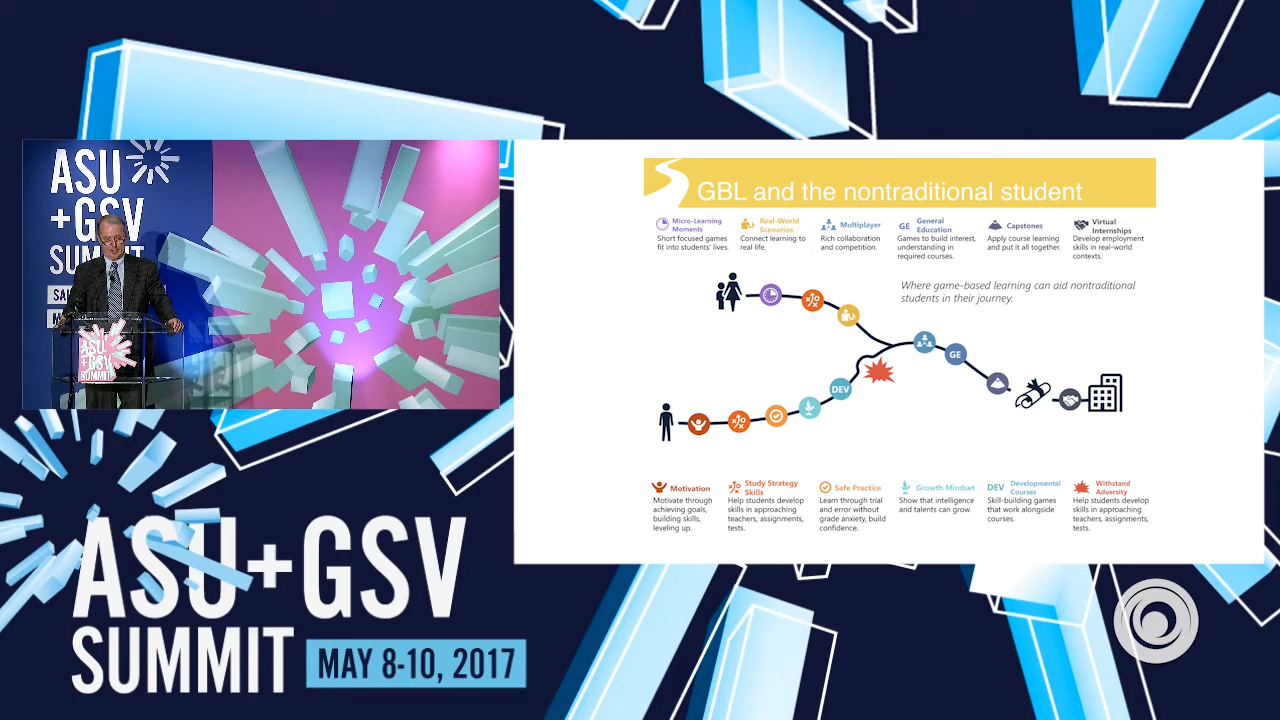 ASU
+GSV
SUMMIT
ASU
+GSV
SUMMIT
GBL and the nontraditional student
Micro-Learning
Moments
Short focused games
fit into students' lives.
Real-World
Scenarios
Connect learning to
real life.
Multiplayer
Rich collaboration
and competition.
GE
General
Education
Games to build interest,
understanding in
required courses.
Capstones
Apply course learning
and put it all together.
Virtual
Internships
Develop employment
skills in real-world
contexts.
Where game-based learning can aid nontraditional
students in their journey.
GE
DEV
Motivation
Motivate through
achieving goals,
building skills,
leveling up.
Study Strategy
Skills
Help students develop
skills in approaching
teachers, assignments,
tests.
Safe Practice
Learn through trial
and error without
grade anxiety, build
confidence.
Growth Mindset
Show that intelligence
and talents can grow.
DEV
Developmental
Courses
Skill-building games
that work alongside
courses.
Withstand
Adversity
Help students develop
skills in approaching
teachers, assignments,
tests.
ASU+GSV
SUMMIT
MAY 8-10, 2017